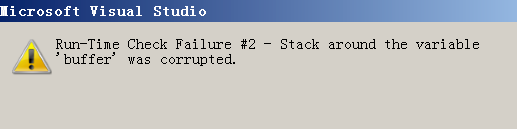 Microsoft Visual Studio
Run-Time Check Failure #2 - Stack around the variable
'buffer' was corrupted.